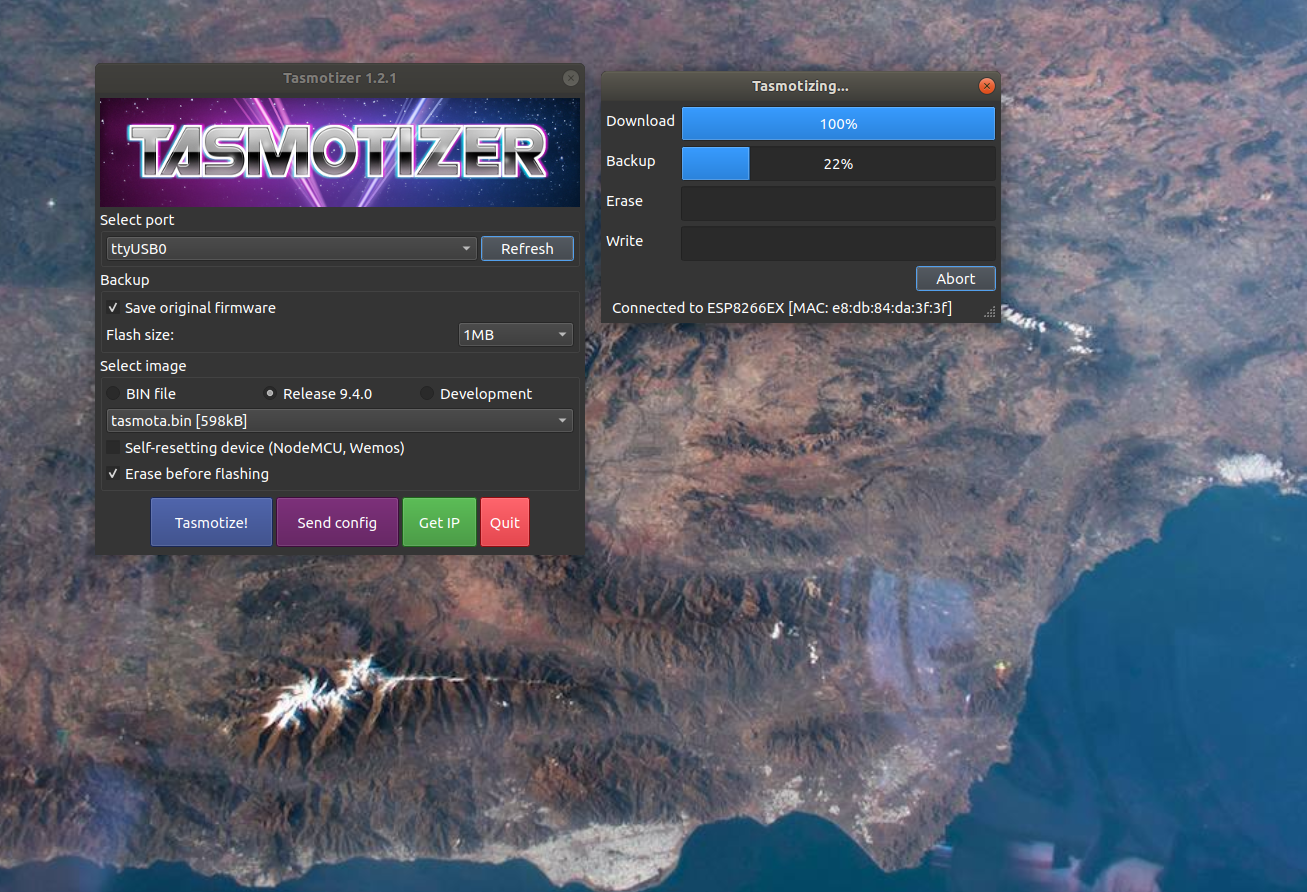 Tasmotizer 1.2.1
TASMOTIZER
Select port
ttyUSB0
Refresh
Backup
Save original firmware
Flash size:
1MB
Select image
BIN file
Release 9.4.0
Development
tasmota.bin [598kB]
Self-resetting device (NodeMCU, Wemos)
Erase before flashing
Tasmotize!
Send config
Get IP
Quit
Tasmotizing...
Download
100%
Backup
22%
Erase
Write
Abort
Connected to ESP8266EX [MAC: e8:db:84:da:3f:3f]